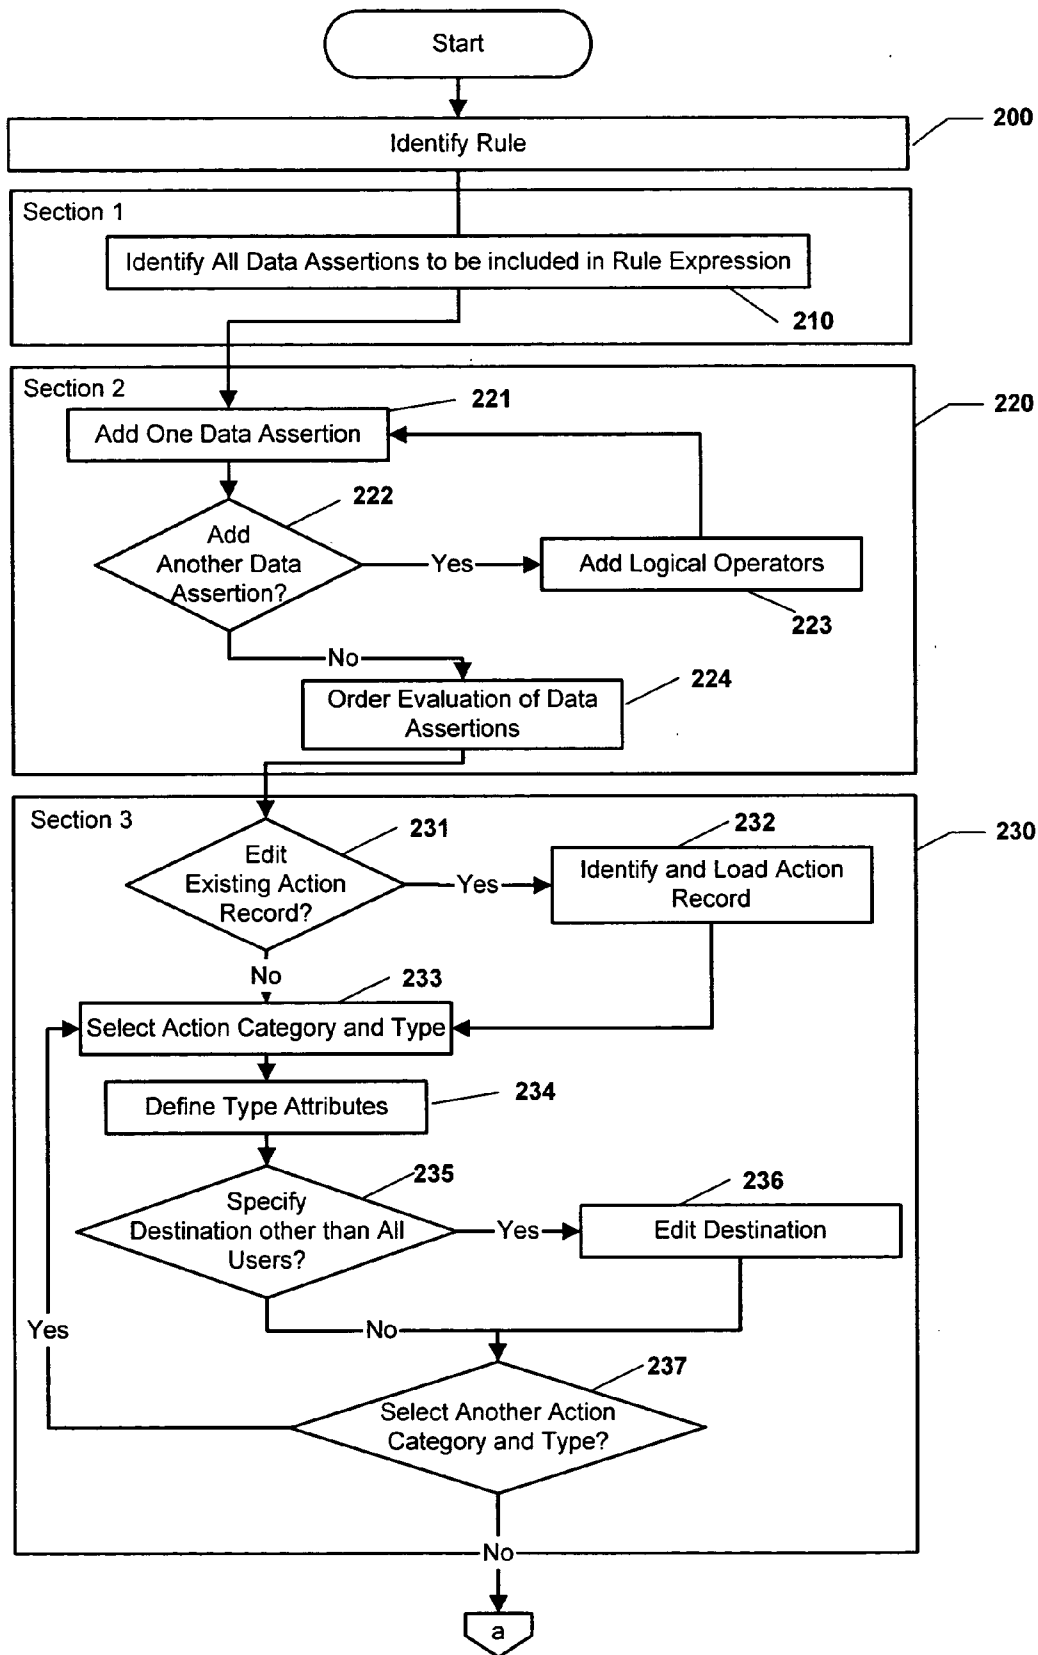 Start
200
Identify Rule
Section 1
Identify All Data Assertions to be included in Rule Expression
210
Section 2
221
220
Add One Data Assertion
222
Add
Another Data
Assertion?
Yes
Add Logical Operators
223
No
224
Order Evaluation of Data
Assertions
Section 3
231
232
230
Edit
Existing Action
Record?
Yes
Identify and Load Action
Record
No
233
Select Action Category and Type
234
Define Type Attributes
235
236
Specify
Destination other than All
Users?
Yes
Edit Destination
Yes
No
237
Select Another Action
Category and Type?
No
a